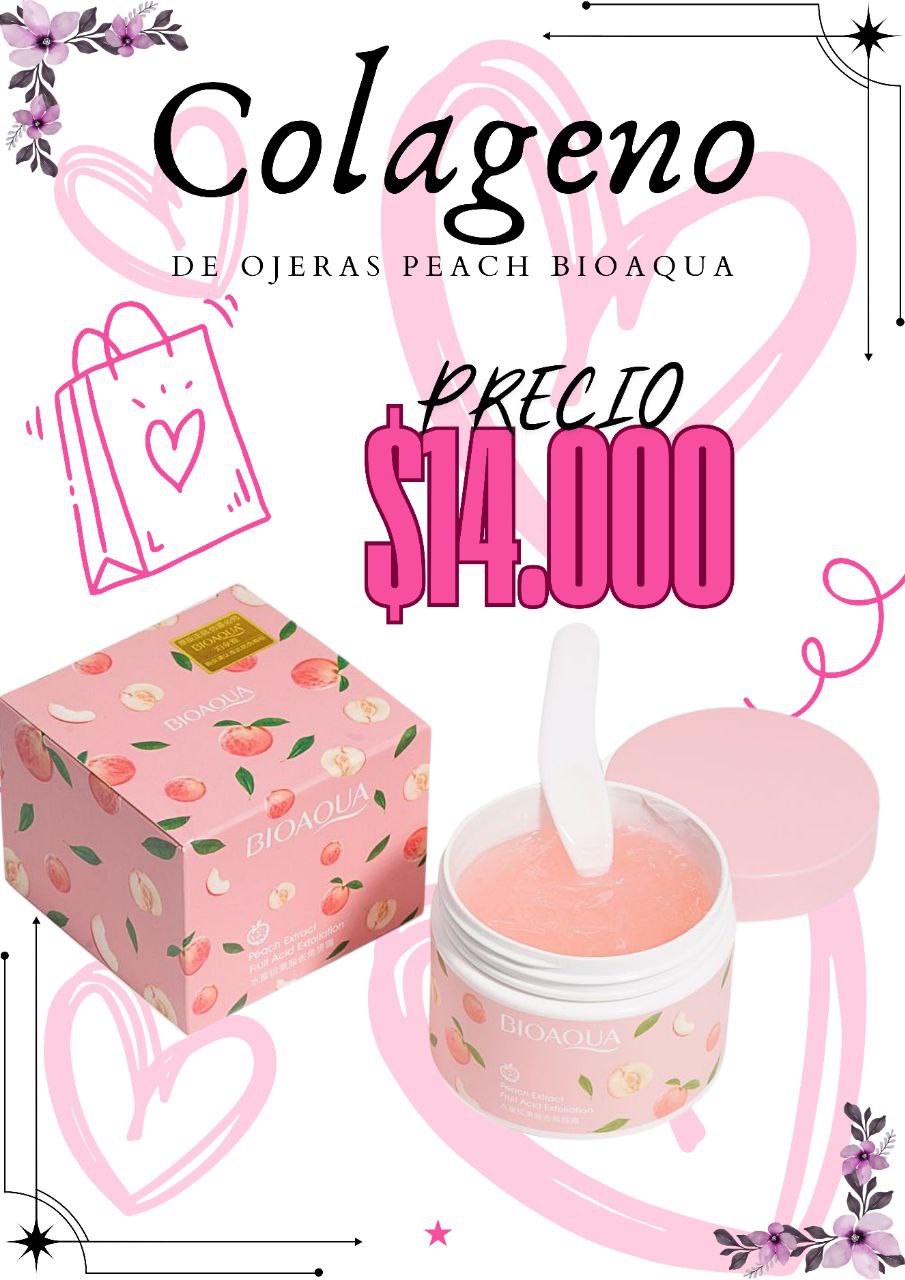 Colageno
DE OJERAS PEACH BIOAQUA
PRECIO
$14.000
BIOAQUA
BIOAQUA
BIOAQUA
Peach Extract
Fruit Acid Exfoliation
BIOAQUA
Peach Extract
Fruit Acid Exfoliation